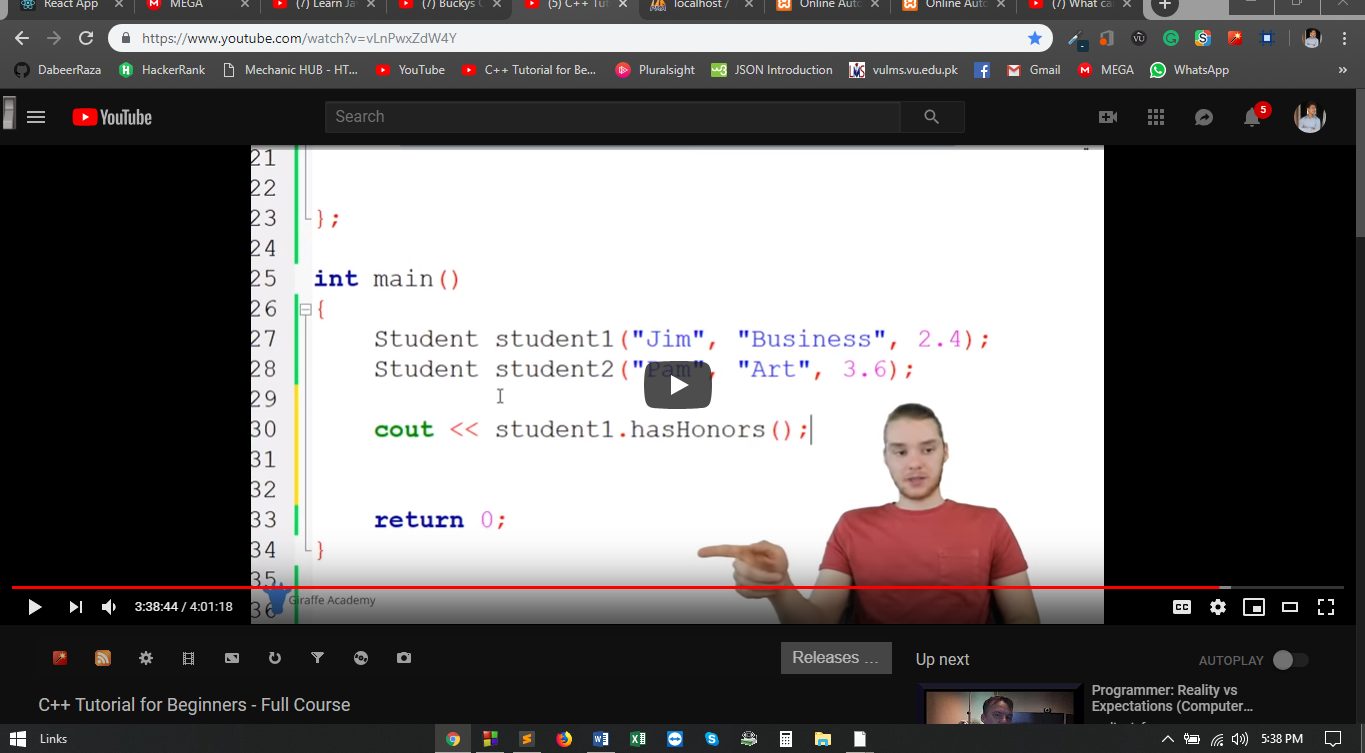 React App
MEGA
(7) Learn Ja
(7) Buckys C
(5) C++ Tut
localhost /
Online Auto
Online Auto
(7) What ca
https://www.youtube.com/watch?v=vLnPwxZdW4Y
DabeerRaza
HackerRank
Mechanic HUB - HT...
YouTube
C++ Tutorial for Be...
Pluralsight
JSON Introduction
vulms.vu.edu.pk
Gmail
MEGA
WhatsApp
»
YouTube
Search
5
21
22
23 };
24
25 int main()
26 {
27 Student student1("Jim", "Business", 2.4);
28 Student student2("Pam", "Art", 3.6);
29
30 cout << student1.hasHonors();
31
32
33 return 0;
34 }
35
36
Giraffe Academy
3:38:44 / 4:01:18
CC
Releases ...
Up next
AUTOPLAY
C++ Tutorial for Beginners - Full Course
Programmer: Reality vs
Expectations (Computer...
Links
5:38 PM